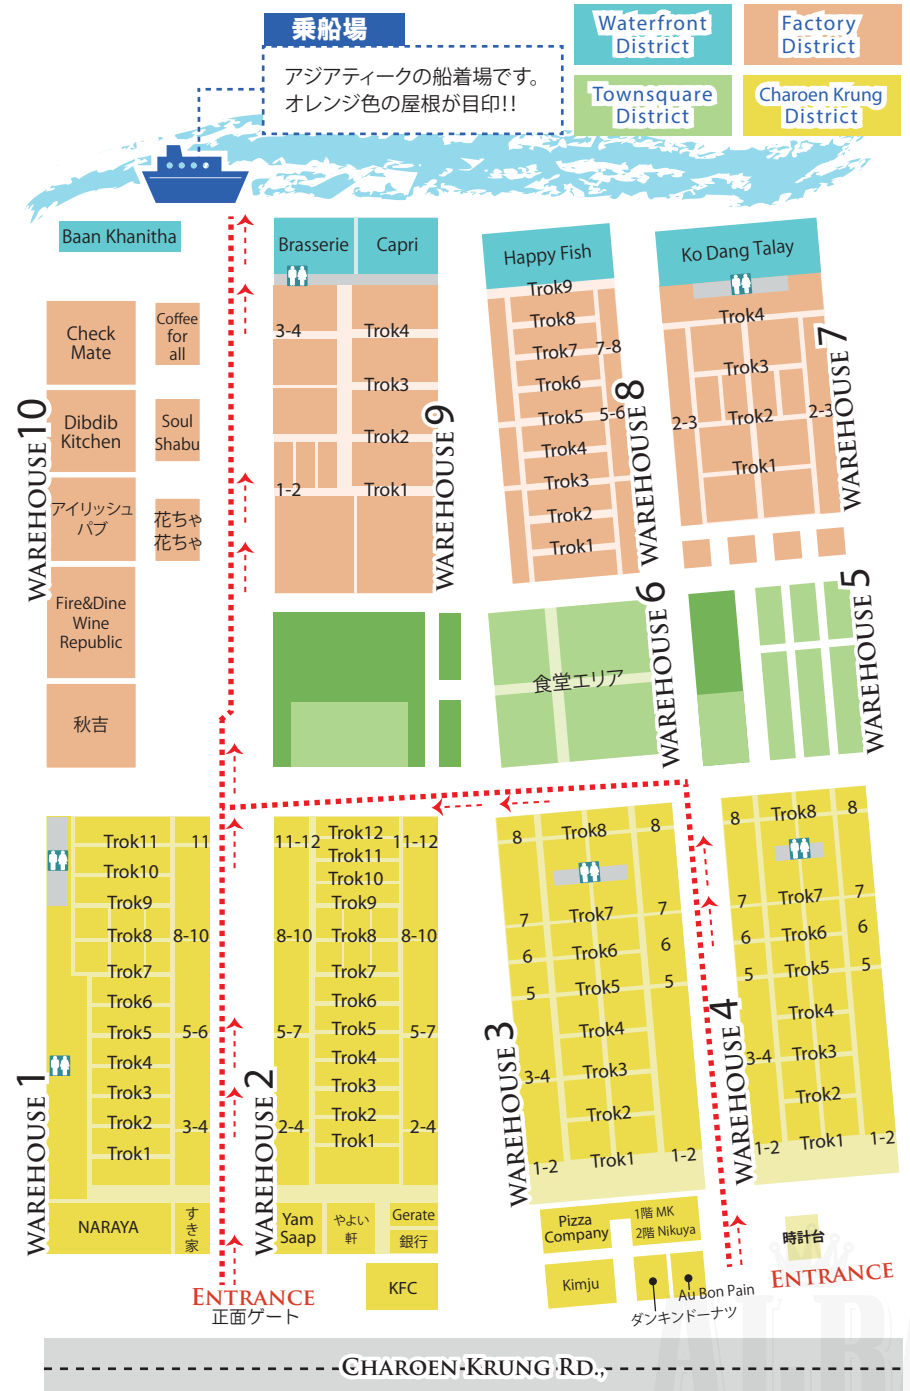 乗船場
アジアティークの船着場です。
オレンジ色の屋根が目印!!
Waterfront
District
Factory
District
Townsquare
District
Charoen Krung
District
Baan Khanitha
Brasserie
Capri
Happy Fish
Ko Dang Talay
Check
Mate
Coffee
for
all
Dibdib
Kitchen
Soul
Shabu
アイリッシュ
パブ
花ちゃ
花ちゃ
Fire&Dine
Wine
Republic
秋吉
WAREHOUSE 10
3-4
Trok4
Trok3
Trok2
1-2
Trok1
WAREHOUSE 9
Trok9
Trok8
Trok7
7-8
Trok6
Trok5
5-6
Trok4
Trok3
Trok2
Trok1
WAREHOUSE 8
Trok4
Trok3
2-3
Trok2
2-3
Trok1
WAREHOUSE 7
食堂エリア
WAREHOUSE 6
WAREHOUSE 5
Trok11
11
Trok10
Trok9
Trok8
8-10
Trok7
Trok6
Trok5
5-6
Trok4
Trok3
Trok2
3-4
Trok1
WAREHOUSE 1
NARAYA
すき家
Trok12
11-12
11-12
Trok11
Trok10
Trok9
8-10
Trok8
8-10
Trok7
Trok6
5-7
Trok5
5-7
Trok4
Trok3
Trok2
2-4
2-4
Trok1
WAREHOUSE 2
Yam
Saap
やよい
軒
Gerate
銀行
KFC
8
Trok8
8
7
Trok7
7
6
Trok6
6
5
Trok5
5
Trok4
3-4
Trok3
Trok2
1-2
Trok1
1-2
WAREHOUSE 3
Pizza
Company
1階 MK
2階 Nikuya
Kimju
Au Bon Pain
ダンキンドーナツ
8
Trok8
8
7
Trok7
7
6
Trok6
6
5
Trok5
5
Trok4
3-4
Trok3
Trok2
1-2
Trok1
1-2
WAREHOUSE 4
時計台
ENTRANCE
ENTRANCE
正面ゲート
CHAROEN KRUNG RD.,